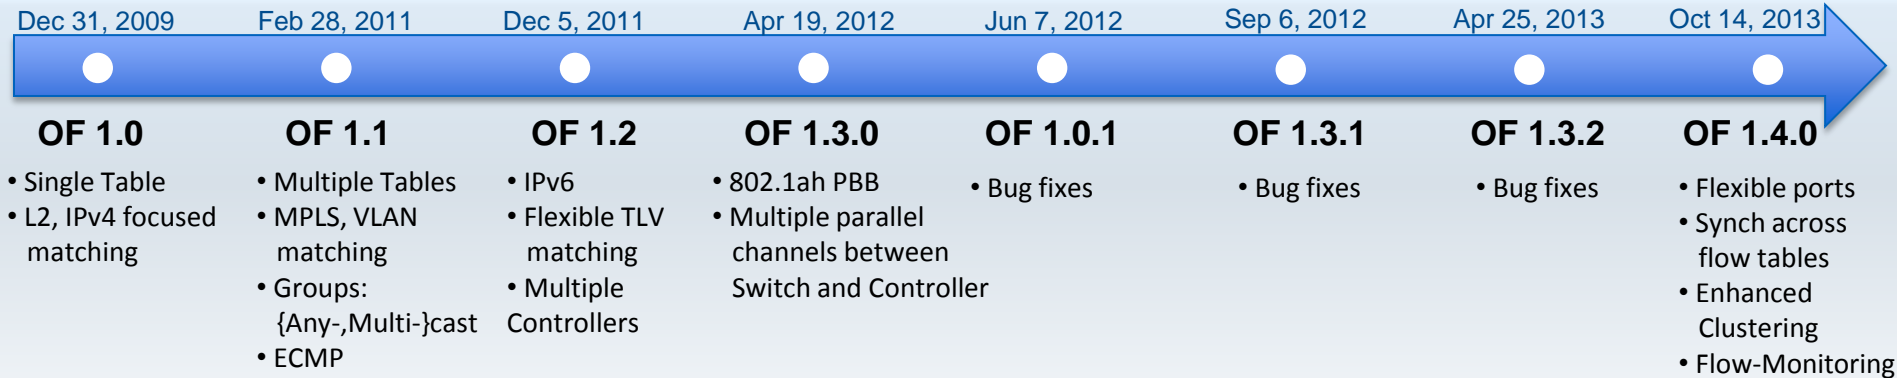 Dec 31, 2009
Feb 28, 2011
Dec 5, 2011
Apr 19, 2012
Jun 7, 2012
Sep 6, 2012
Apr 25, 2013
Oct 14, 2013
OF 1.0
• Single Table
• L2, IPv4 focused
matching
OF 1.1
• Multiple Tables
• MPLS, VLAN
matching
• Groups:
{Any-,Multi-}cast
• ECMP
OF 1.2
• IPv6
• Flexible TLV
matching
• Multiple
Controllers
OF 1.3.0
• 802.1ah PBB
• Multiple parallel
channels between
Switch and Controller
OF 1.0.1
• Bug fixes
OF 1.3.1
• Bug fixes
OF 1.3.2
• Bug fixes
OF 1.4.0
• Flexible ports
• Synch across
flow tables
• Enhanced
Clustering
• Flow-Monitoring